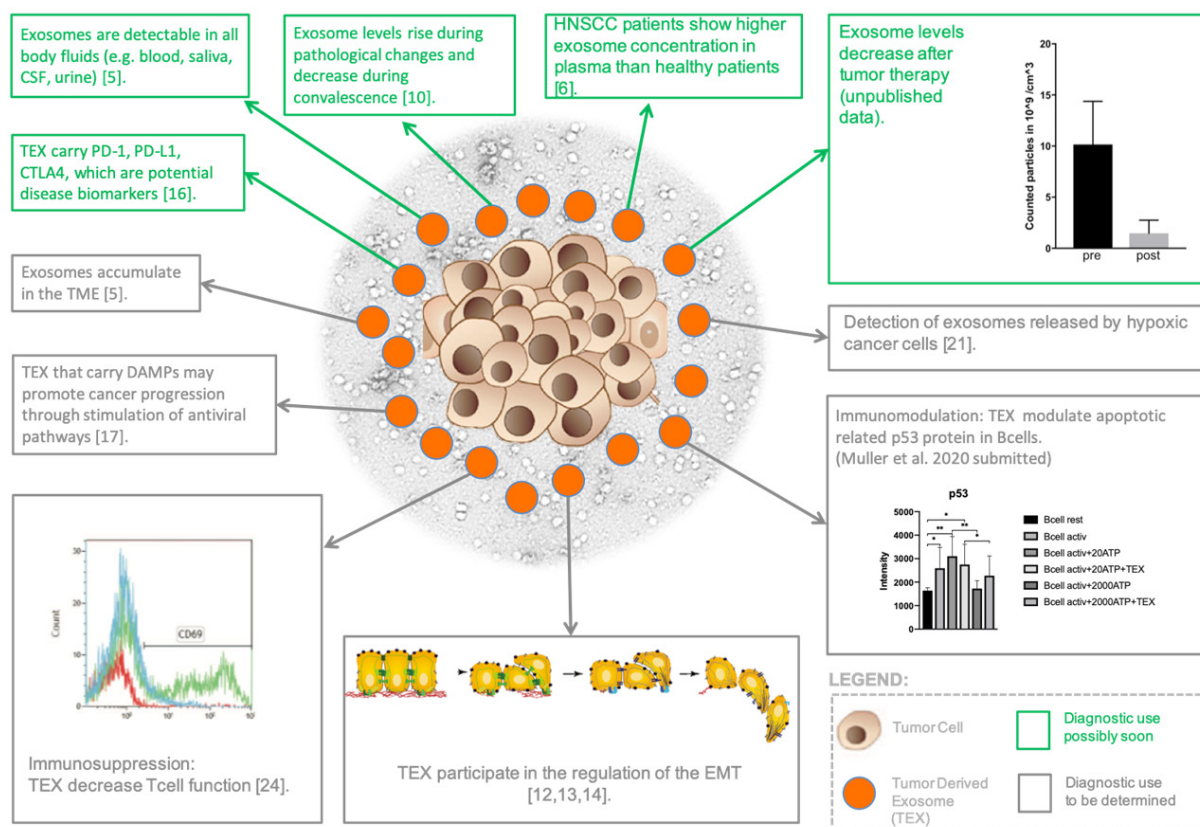 Exosomes are detectable in all
body fluids (e.g. blood, saliva,
CSF, urine) [5].
Exosome levels rise during
pathological changes and
decrease during
convalescence [10].
HNSCC patients show higher
exosome concentration in
plasma than healthy patients
[6].
Exosome levels
decrease after
tumor therapy
(unpublished
data).
Counted particles in 10^9 /cm^3
20
15
10
5
0
pre
post
TEX carry PD-1, PD-L1,
CTLA4, which are potential
disease biomarkers [16].
Exosomes accumulate
in the TME [5].
Detection of exosomes released by hypoxic
cancer cells [21].
TEX that carry DAMPs may
promote cancer progression
through stimulation of antiviral
pathways [17].
Immunomodulation: TEX modulate apoptotic
related p53 protein in Bcells.
(Muller et al. 2020 submitted)
p53
Intensity
5000
4000
3000
2000
1000
0
*
**
**
*
*
Bcell rest
Bcell activ
Bcell activ+20ATP
Bcell activ+20ATP+TEX
Bcell activ+2000ATP
Bcell activ+2000ATP+TEX
Count
30
20
10
0
CD69
Immunosuppression:
TEX decrease Tcell function [24].
TEX participate in the regulation of the EMT
[12,13,14].
LEGEND:
Tumor Cell
Diagnostic use
possibly soon
Tumor Derived
Exosome
(TEX)
Diagnostic use
to be determined